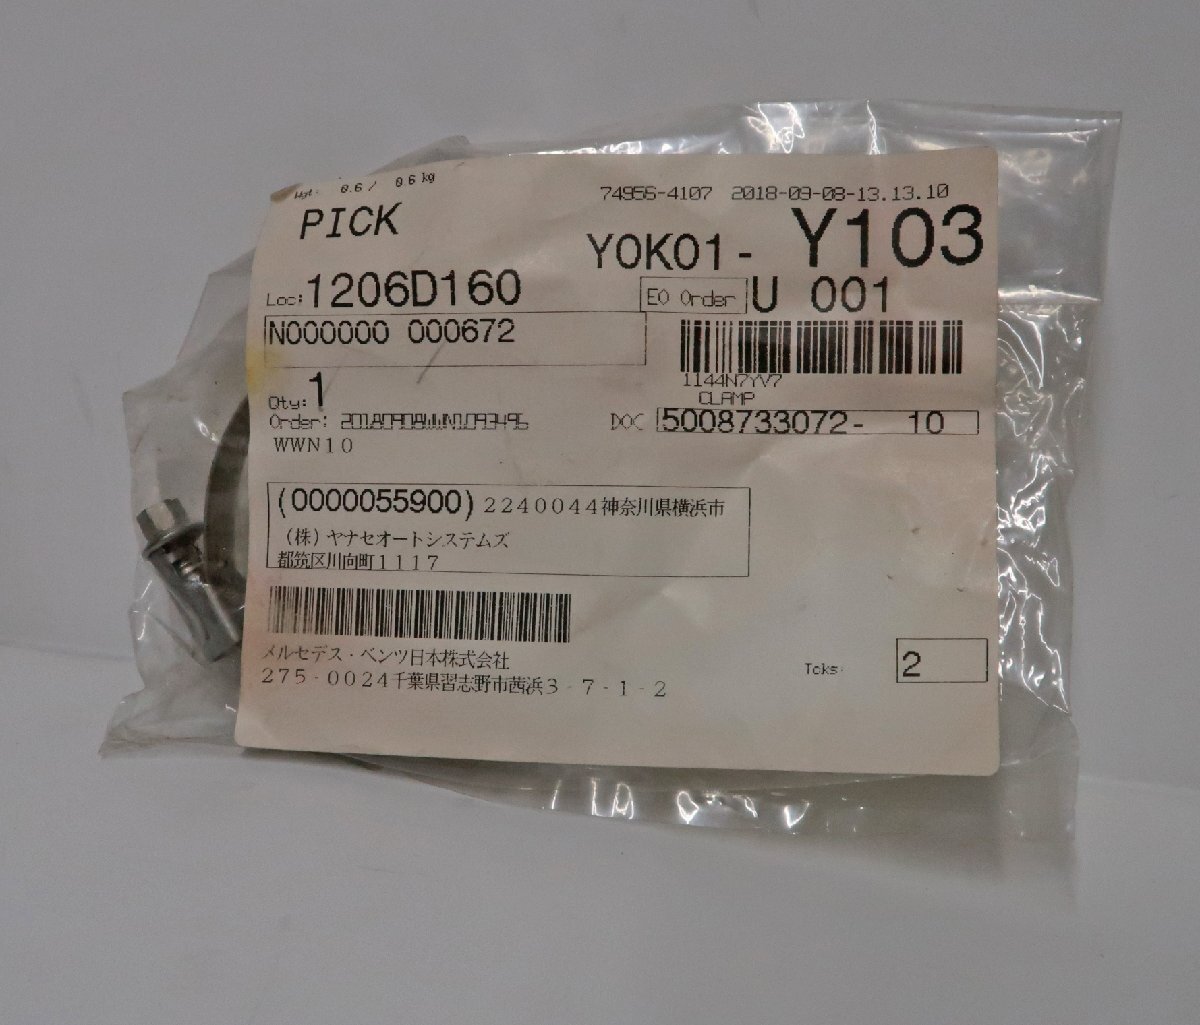 Wgt: 0.6 / 0.6 kg
74956-4107 2018-09-08-13.13.10
PICK
Y0K01 - Y103
Loc: 1206D160
EO Order U 001
N000000 000672
1144N7YV7
CLAMP
Qty: 1
Order: 20180908WWN1093496
DOC 5008733072- 10
WWN10
(0000055900) 2240044神奈川県横浜市
(株)ヤナセオートシステムズ
都筑区川向町1117
メルセデス・ベンツ日本株式会社
275-0024千葉県習志野市茜浜3-7-1-2
Tcks: 2